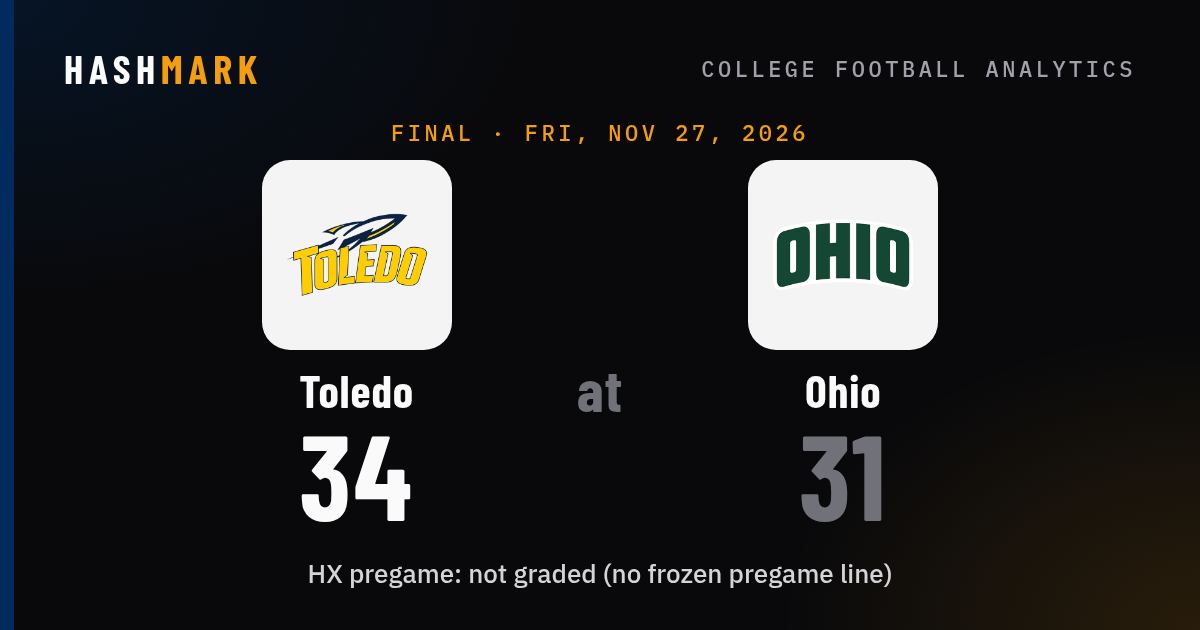 HASHMARK
COLLEGE FOOTBALL ANALYTICS
FINAL · FRI, NOV 27, 2026
TOLEDO
OHIO
Toledo
at
Ohio
34
31
HX pregame: not graded (no frozen pregame line)